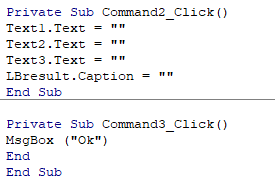 Private Sub Command2_Click()
Text1.Text = ""
Text2.Text = ""
Text3.Text = ""
LBresult.Caption = ""
End Sub
Private Sub Command3_Click()
MsgBox ("Ok")
End
End Sub